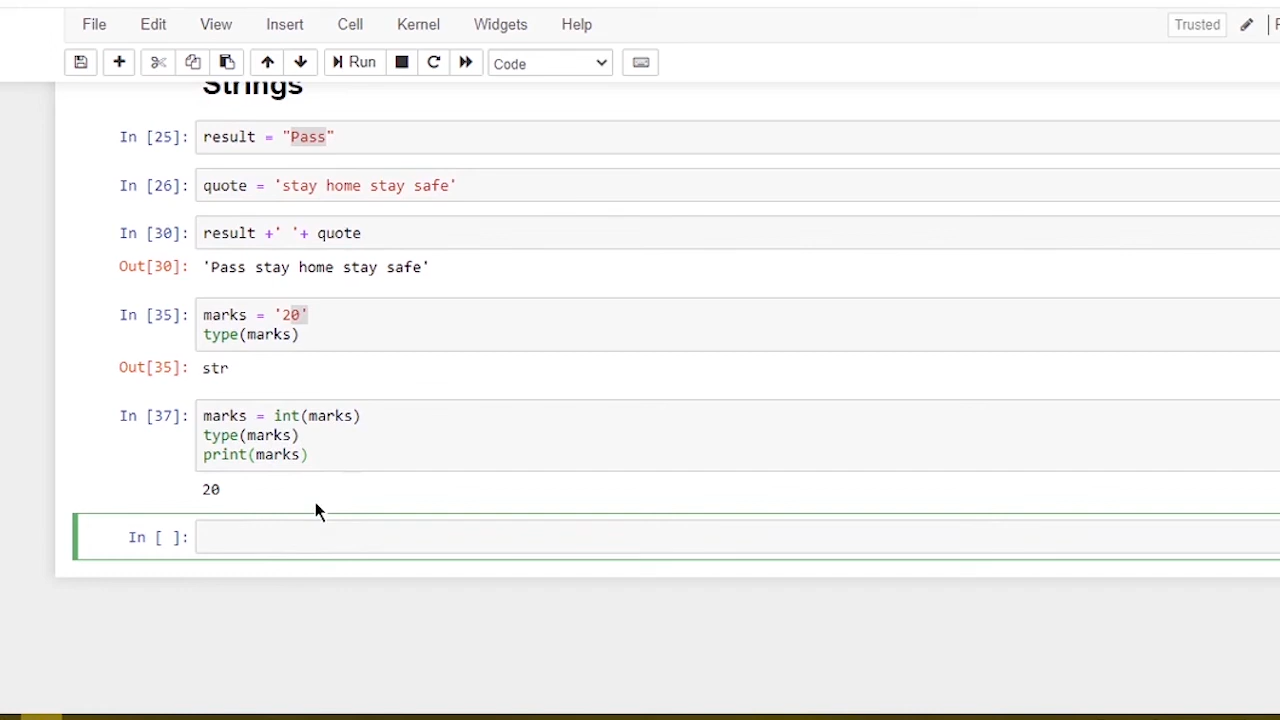 File Edit View Insert Cell Kernel Widgets Help Trusted
Run Code
Strings
In [25]: result = "Pass"
In [26]: quote = 'stay home stay safe'
In [30]: result +' '+ quote
Out[30]: 'Pass stay home stay safe'
In [35]: marks = '20'
type(marks)
Out[35]: str
In [37]: marks = int(marks)
type(marks)
print(marks)
20
In [ ]: